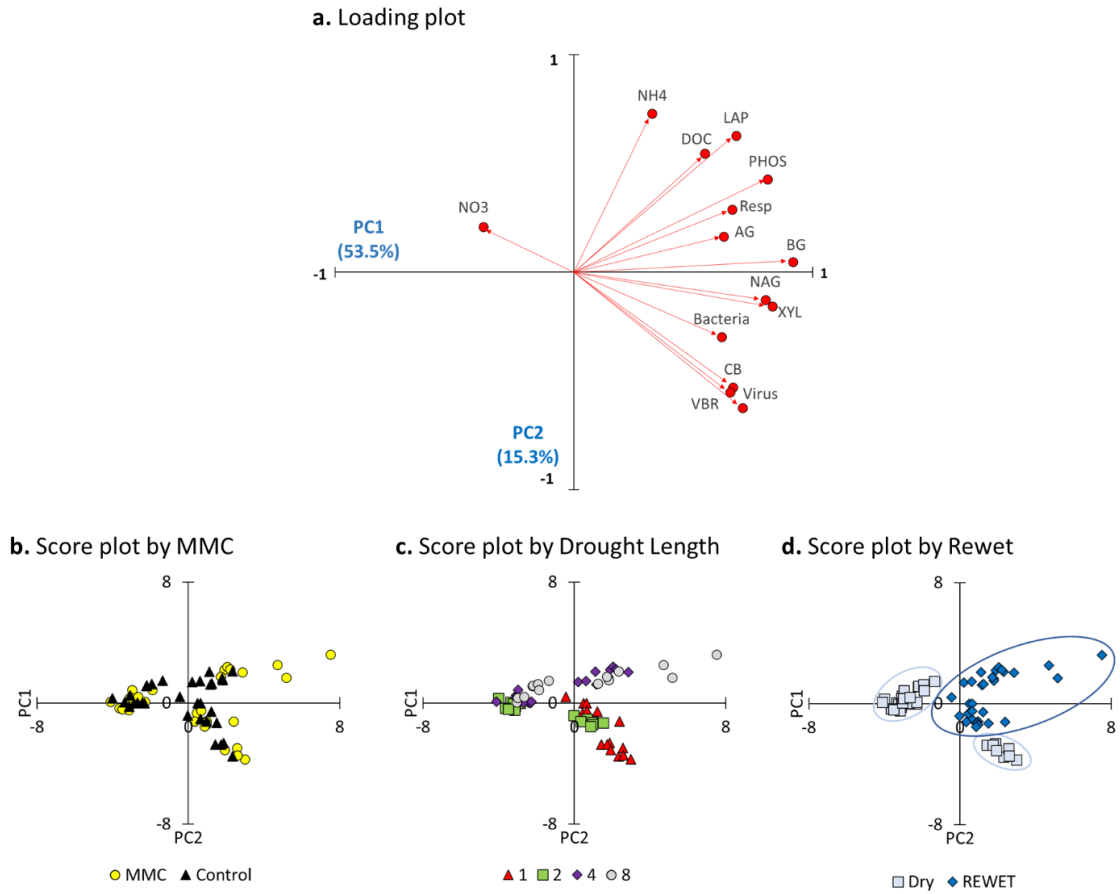 a. Loading plot
1
NH4
LAP
DOC
PHOS
Resp
NO3
AG
PC1
(53.5%)
BG
-1
1
NAG
XYL
Bacteria
CB
Virus
VBR
PC2
(15.3%)
-1
b. Score plot by MMC
c. Score plot by Drought Length
d. Score plot by Rewet
8
8
8
PC1
-8
0
8
PC1
-8
0
8
PC1
-8
0
8
-8
PC2
-8
PC2
-8
PC2
MMC Control
1 2 4 8
Dry REWET